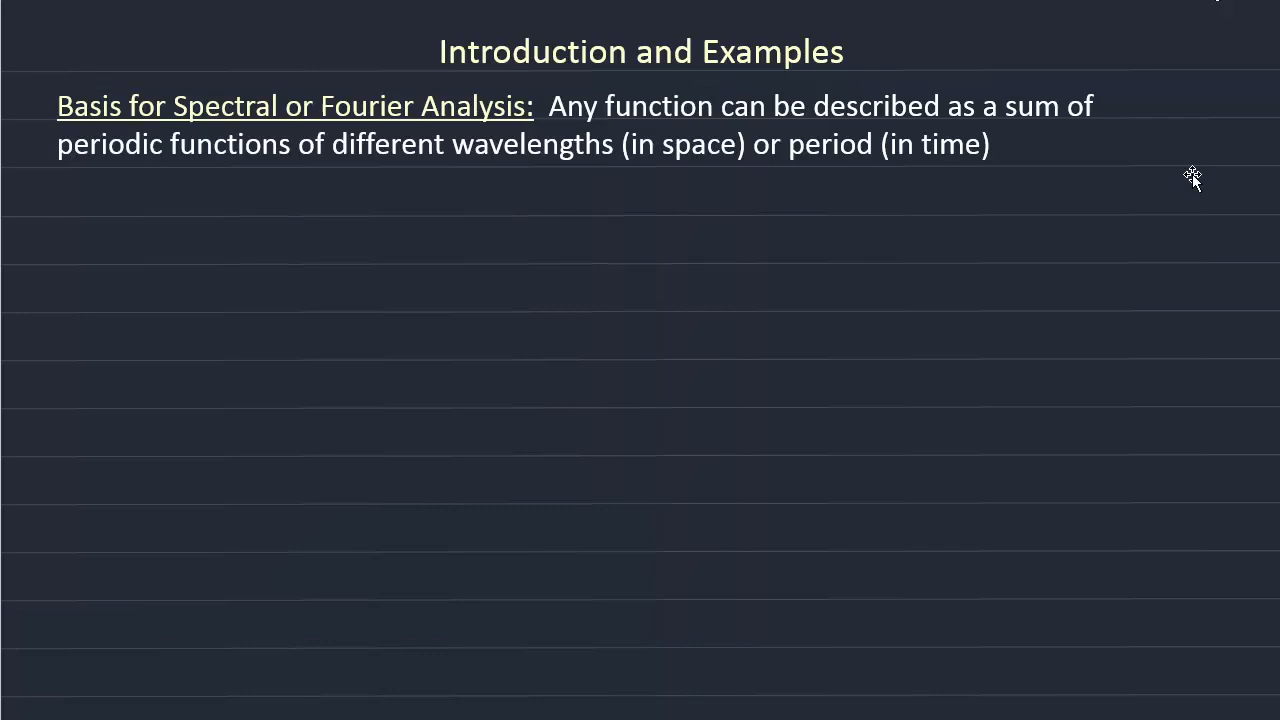 Introduction and Examples
Basis for Spectral or Fourier Analysis: Any function can be described as a sum of
periodic functions of different wavelengths (in space) or period (in time)